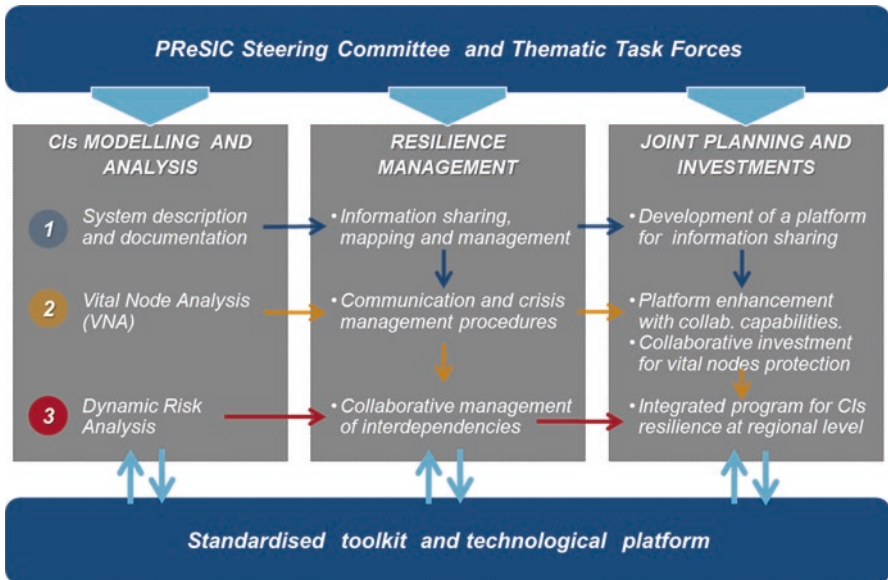 PReSIC Steering Committee and Thematic Task Forces
CIs MODELLING AND
ANALYSIS
1 System description
and documentation
2 Vital Node Analysis
(VNA)
3 Dynamic Risk
Analysis
RESILIENCE
MANAGEMENT
• Information sharing,
mapping and management
• Communication and crisis
management procedures
• Collaborative management
of interdependencies
JOINT PLANNING AND
INVESTMENTS
• Development of a platform
for information sharing
• Platform enhancement
with collab. capabilities.
• Collaborative investment
for vital nodes protection
• Integrated program for CIs
resilience at regional level
Standardised toolkit and technological platform